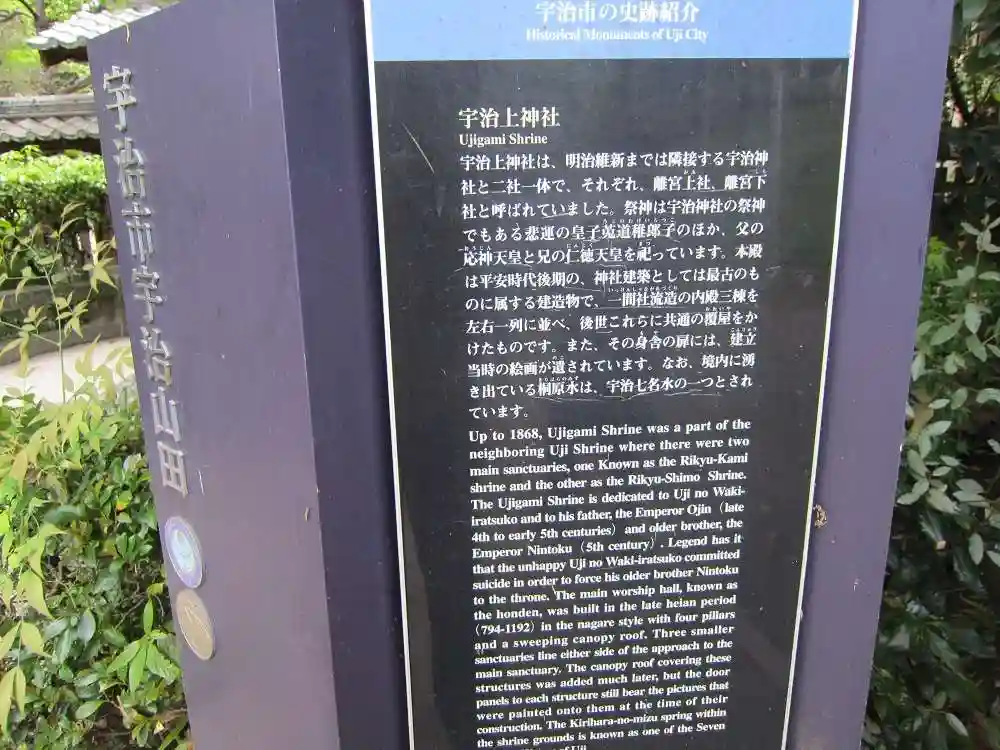 宇治市宇治山田
宇治市の史跡紹介
Historical Monuments of Uji City
宇治上神社
Ujigami Shrine
宇治上神社は、明治維新までは隣接する宇治神
社と二社一体で、それぞれ、離宮上社、離宮下
社と呼ばれていました。祭神は宇治神社の祭神
でもある悲運の皇子菟道稚郎子のほか、父の
応神天皇と兄の仁徳天皇を祀っています。本殿
は平安時代後期の、神社建築としては最古のも
のに属する建造物で、一間社流造の内殿三棟を
左右一列に並べ、後世これらに共通の覆屋をか
けたものです。また、その身舎の扉には、建立
当時の絵画が遺されています。なお、境内に湧
き出ている桐原水は、宇治七名水の一つとされ
ています。
Up to 1868, Ujigami Shrine was a part of the
neighboring Uji Shrine where there were two
main sanctuaries, one Known as the Rikyu-Kami
shrine and the other as the Rikyu-Shimo Shrine.
The Ujigami Shrine is dedicated to Uji no Waki-
iratsuko and to his father, the Emperor Ojin (late
4th to early 5th centuries) and older brother, the
Emperor Nintoku (5th century). Legend has it
that the unhappy Uji no Waki-iratsuko committed
suicide in order to force his older brother Nintoku
to the throne. The main worship hall, known as
the honden, was built in the late heian period
(794-1192) in the nagare style with four pillars
and a sweeping canopy roof. Three smaller
sanctuaries line either side of the approach to the
main sanctuary. The canopy roof covering these
structures was added much later, but the door
panels to each structure still bear the pictures that
were painted onto them at the time of their
construction. The Kirihara-no-mizu spring within
the shrine grounds is known as one of the Seven
of Uji